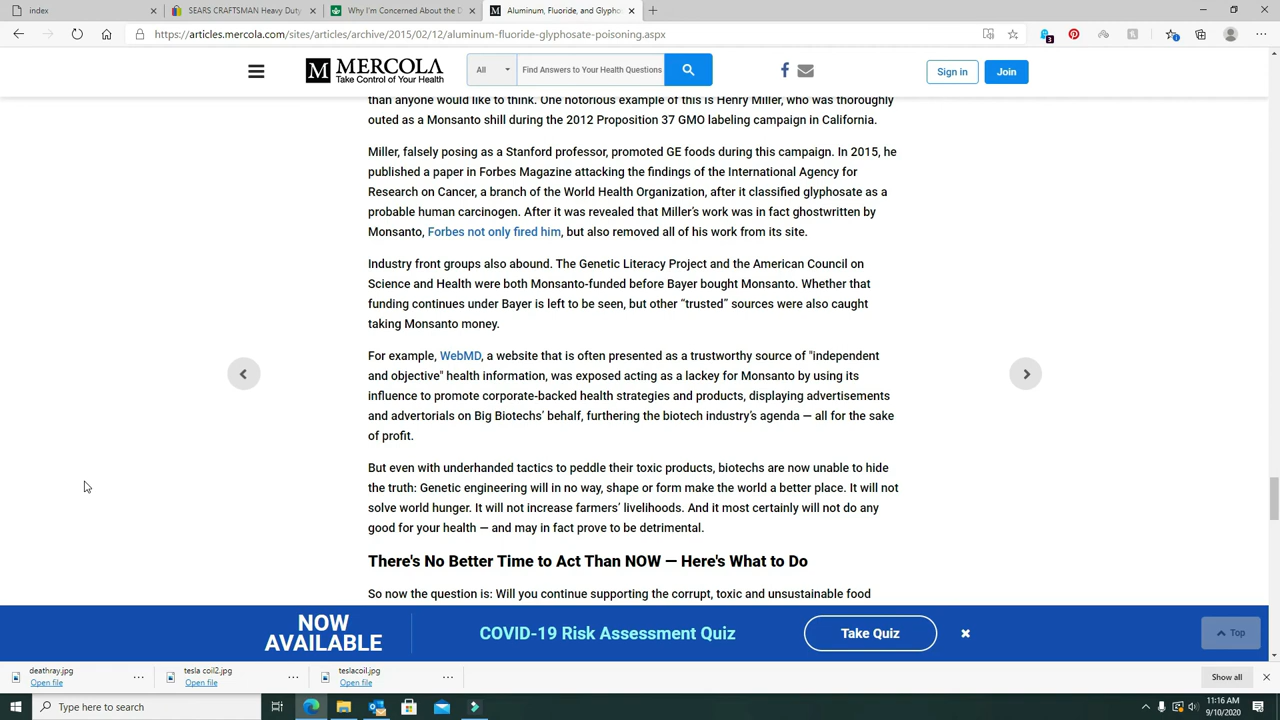 index
SEARS CRAFTSMAN Heavy Duty
Why I'm Concerned About the D
Aluminum, Fluoride, and Glypho
https://articles.mercola.com/sites/articles/archive/2015/02/12/aluminum-fluoride-glyphosate-poisoning.aspx
3
M MERCOLA
Take Control of Your Health
All
Find Answers to Your Health Questions
Sign in
Join
than anyone would like to think. One notorious example of this is Henry Miller, who was thoroughly
outed as a Monsanto shill during the 2012 Proposition 37 GMO labeling campaign in California.
Miller, falsely posing as a Stanford professor, promoted GE foods during this campaign. In 2015, he
published a paper in Forbes Magazine attacking the findings of the International Agency for
Research on Cancer, a branch of the World Health Organization, after it classified glyphosate as a
probable human carcinogen. After it was revealed that Miller's work was in fact ghostwritten by
Monsanto, Forbes not only fired him, but also removed all of his work from its site.
Industry front groups also abound. The Genetic Literacy Project and the American Council on
Science and Health were both Monsanto-funded before Bayer bought Monsanto. Whether that
funding continues under Bayer is left to be seen, but other “trusted” sources were also caught
taking Monsanto money.
For example, WebMD, a website that is often presented as a trustworthy source of "independent
and objective" health information, was exposed acting as a lackey for Monsanto by using its
influence to promote corporate-backed health strategies and products, displaying advertisements
and advertorials on Big Biotechs' behalf, furthering the biotech industry's agenda — all for the sake
of profit.
But even with underhanded tactics to peddle their toxic products, biotechs are now unable to hide
the truth: Genetic engineering will in no way, shape or form make the world a better place. It will not
solve world hunger. It will not increase farmers' livelihoods. And it most certainly will not do any
good for your health — and may in fact prove to be detrimental.
There's No Better Time to Act Than NOW — Here's What to Do
So now the question is: Will you continue supporting the corrupt, toxic and unsustainable food
NOW
AVAILABLE
COVID-19 Risk Assessment Quiz
Take Quiz
Top
deathray.jpg
Open file
tesla coil2.jpg
Open file
teslacoil.jpg
Open file
Show all
Type here to search
11:16 AM
9/10/2020